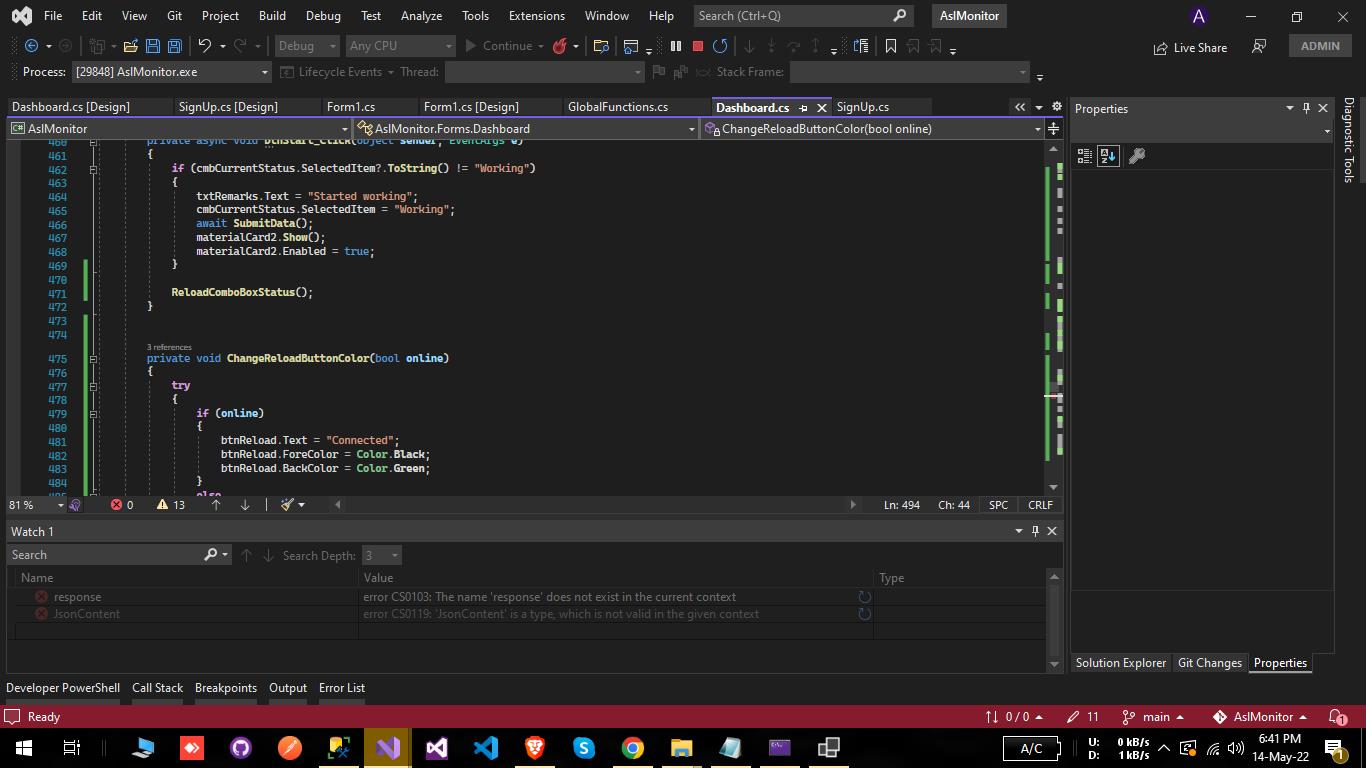 File Edit View Git Project Build Debug Test Analyze Tools Extensions Window Help Search (Ctrl+Q) AslMonitor A
Debug Any CPU Continue Live Share ADMIN
Process: [29848] AslMonitor.exe Lifecycle Events Thread: Stack Frame:
Dashboard.cs [Design] SignUp.cs [Design] Form1.cs Form1.cs [Design] GlobalFunctions.cs Dashboard.cs SignUp.cs Properties
C# AslMonitor AslMonitor.Forms.Dashboard ChangeReloadButtonColor(bool online)
Diagnostic Tools
460 private async void btnStart_Click(object sender, EventArgs e)
461 {
462 if (cmbCurrentStatus.SelectedItem?.ToString() != "Working")
463 {
464 txtRemarks.Text = "Started working";
465 cmbCurrentStatus.SelectedItem = "Working";
466 await SubmitData();
467 materialCard2.Show();
468 materialCard2.Enabled = true;
469 }
470
471 ReloadComboBoxStatus();
472 }
473
474
3 references
475 private void ChangeReloadButtonColor(bool online)
476 {
477 try
478 {
479 if (online)
480 {
481 btnReload.Text = "Connected";
482 btnReload.ForeColor = Color.Black;
483 btnReload.BackColor = Color.Green;
484 }
485 else
81 % 0 13 Ln: 494 Ch: 44 SPC CRLF
Watch 1
Search Search Depth: 3
Name Value Type
response error CS0103: The name 'response' does not exist in the current context
JsonContent error CS0119: 'JsonContent' is a type, which is not valid in the given context
Solution Explorer Git Changes Properties
Developer PowerShell Call Stack Breakpoints Output Error List
Ready 0 / 0 11 main AslMonitor 1
A/C U: 0 kB/s 6:41 PM
D: 1 kB/s 14-May-22 1